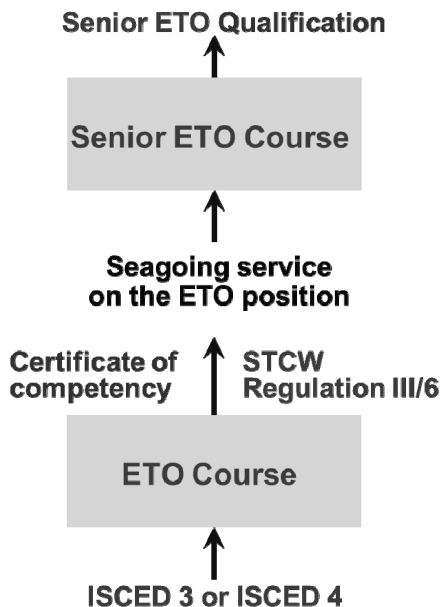 Senior ETO Qualification
Senior ETO Course
Seagoing service
on the ETO position
Certificate of
competency
STCW
Regulation III/6
ETO Course
ISCED 3 or ISCED 4